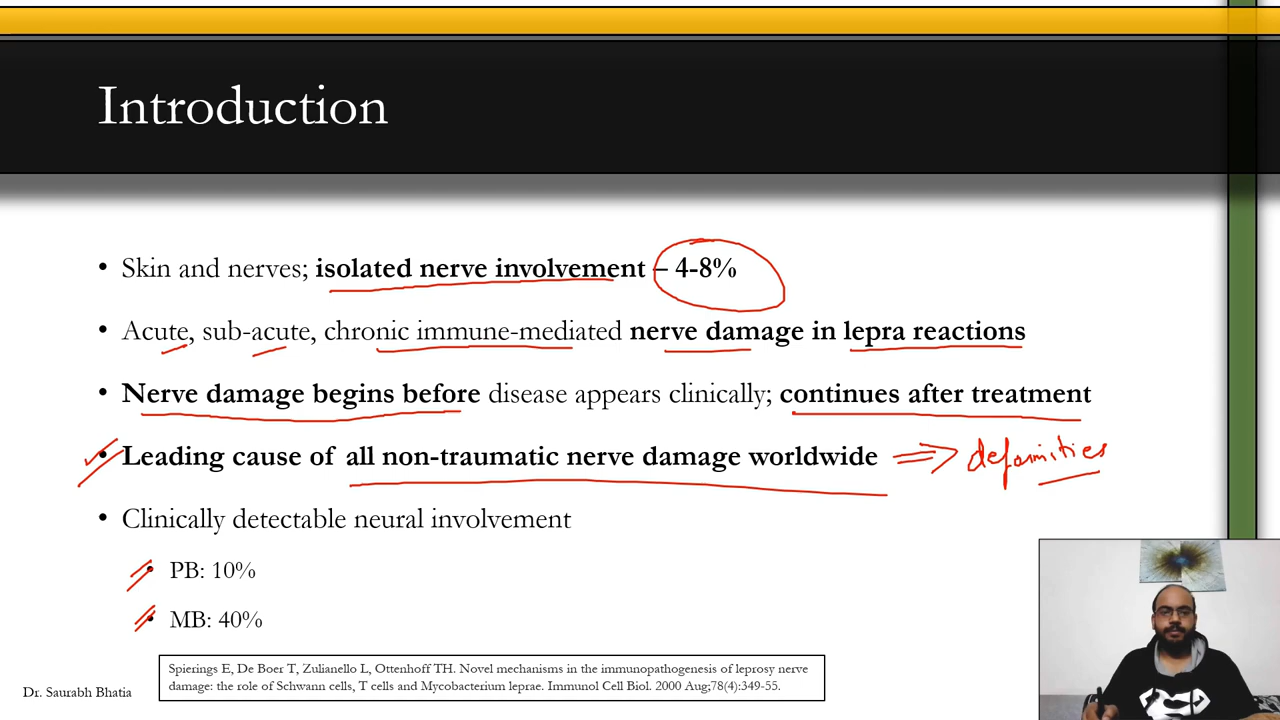 Introduction
• Skin and nerves; isolated nerve involvement – 4-8%
• Acute, sub-acute, chronic immune-mediated nerve damage in lepra reactions
• Nerve damage begins before disease appears clinically; continues after treatment
• Leading cause of all non-traumatic nerve damage worldwide ⇒ deformities
• Clinically detectable neural involvement
• PB: 10%
• MB: 40%
Spierings E, De Boer T, Zulianello L, Ottenhoff TH. Novel mechanisms in the immunopathogenesis of leprosy nerve
damage: the role of Schwann cells, T cells and Mycobacterium leprae. Immunol Cell Biol. 2000 Aug;78(4):349-55.
Dr. Saurabh Bhatia